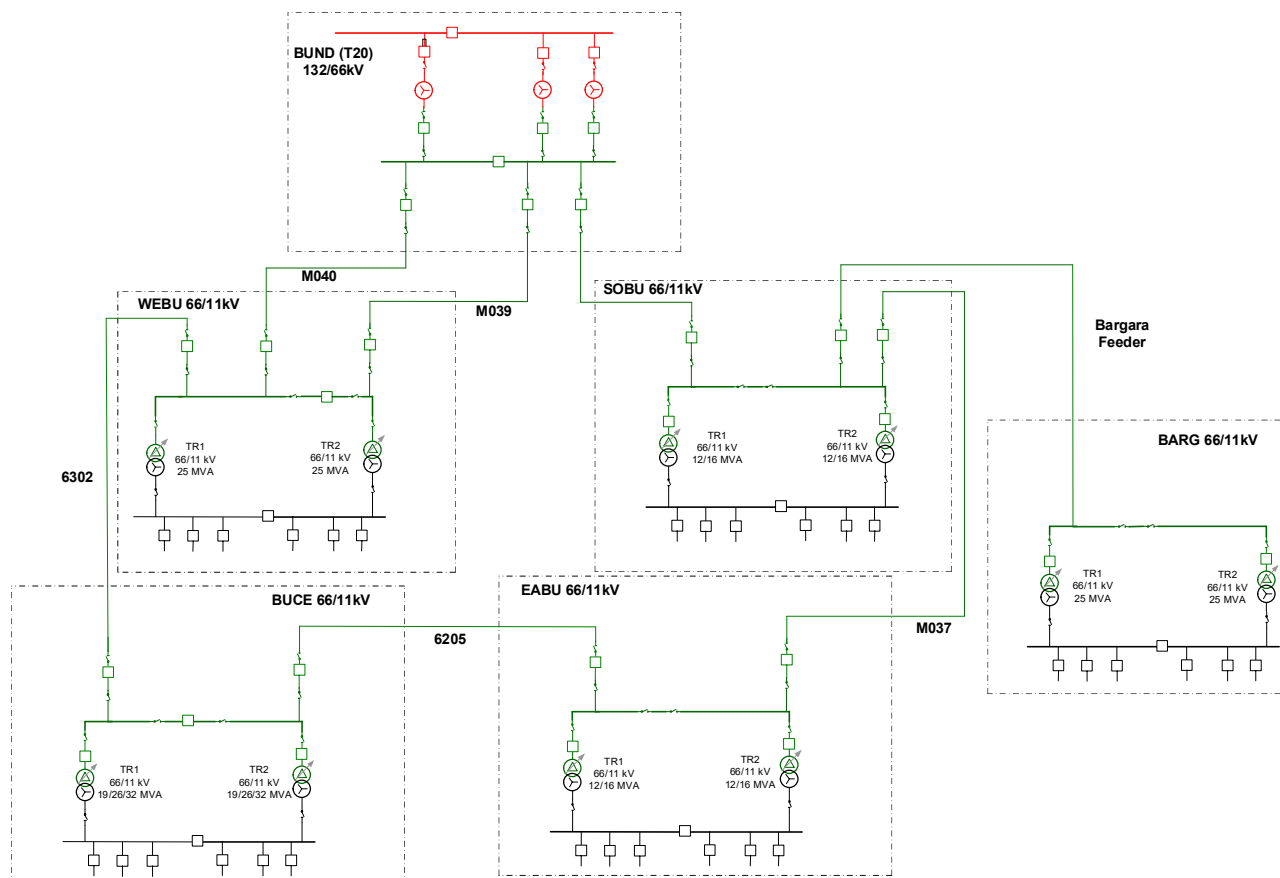 BUND (T20)
132/66kV
M040
M039
WEBU 66/11kV
SOBU 66/11kV
Bargara
Feeder
TR1
66/11 kV
25 MVA
TR2
66/11 kV
25 MVA
TR1
66/11 kV
12/16 MVA
TR2
66/11 kV
12/16 MVA
BARG 66/11kV
6302
TR1
66/11 kV
25 MVA
TR2
66/11 kV
25 MVA
BUCE 66/11kV
EABU 66/11kV
6205
M037
TR1
66/11 kV
19/26/32 MVA
TR2
66/11 kV
19/26/32 MVA
TR1
66/11 kV
12/16 MVA
TR2
66/11 kV
12/16 MVA